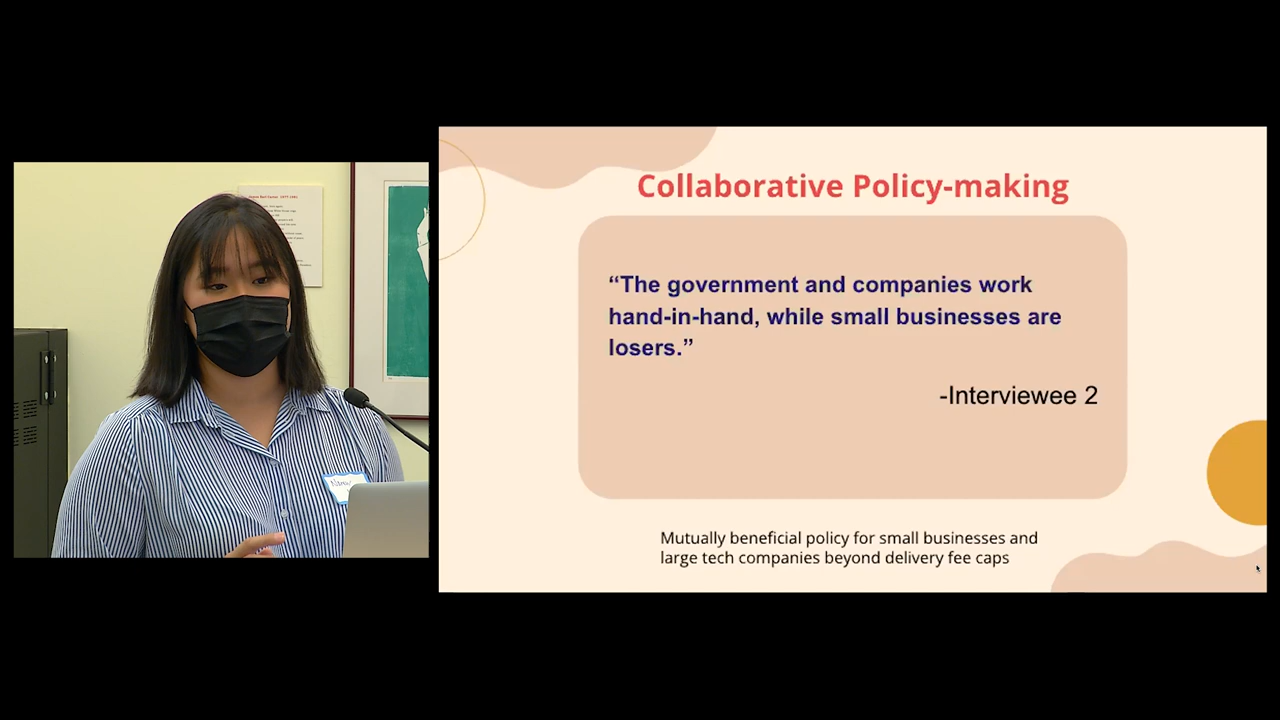 Collaborative Policy-making
“The government and companies work
hand-in-hand, while small businesses are
losers.”
-Interviewee 2
Mutually beneficial policy for small businesses and
large tech companies beyond delivery fee caps